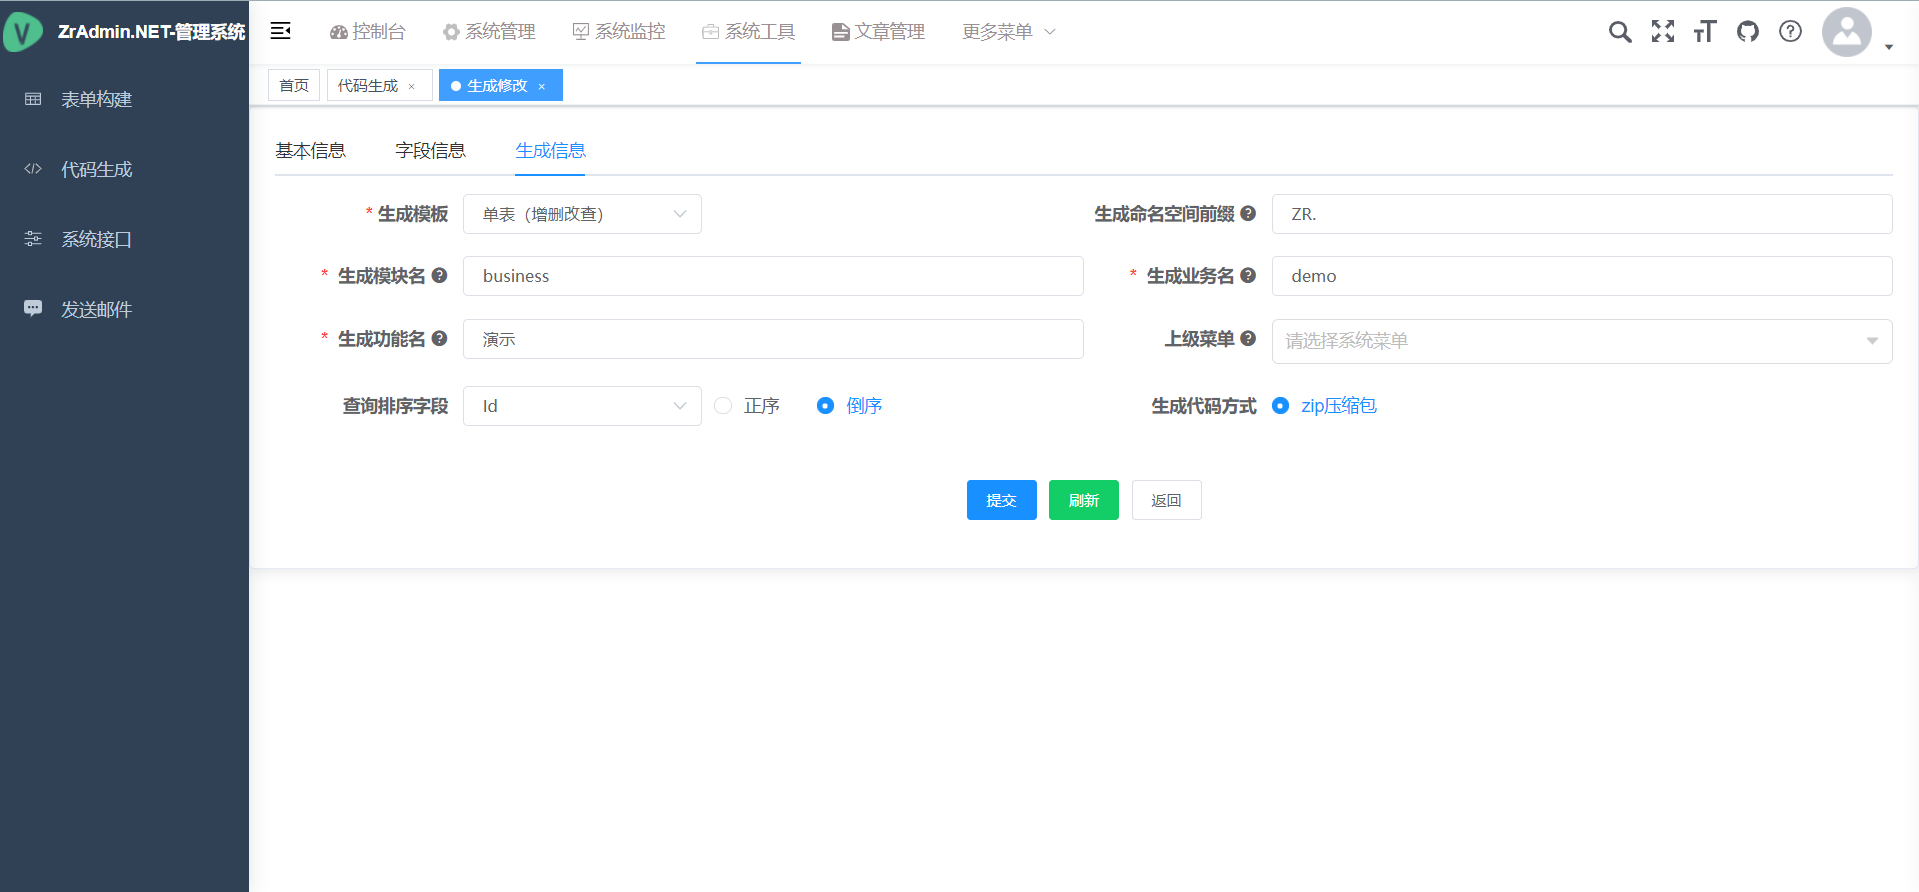 ZrAdmin.NET-管理系统
控制台
系统管理
系统监控
系统工具
文章管理
更多菜单
首页
代码生成 ×
生成修改 ×
表单构建
代码生成
系统接口
发送邮件
基本信息
字段信息
生成信息
* 生成模板
单表（增删改查）
生成命名空间前缀
ZR.
* 生成模块名
business
* 生成业务名
demo
* 生成功能名
演示
上级菜单
请选择系统菜单
查询排序字段
Id
正序
倒序
生成代码方式
zip压缩包
提交
刷新
返回